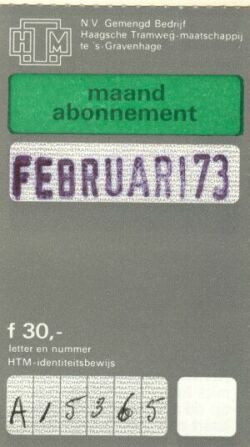 HTM
N.V. Gemengd Bedrijf
Haagsche Tramweg-maatschappij
te 's-Gravenhage
maand
abonnement
FEBRUARI 73
f 30,-
letter en nummer
HTM-identiteitsbewijs
A 1 5 3 6 5